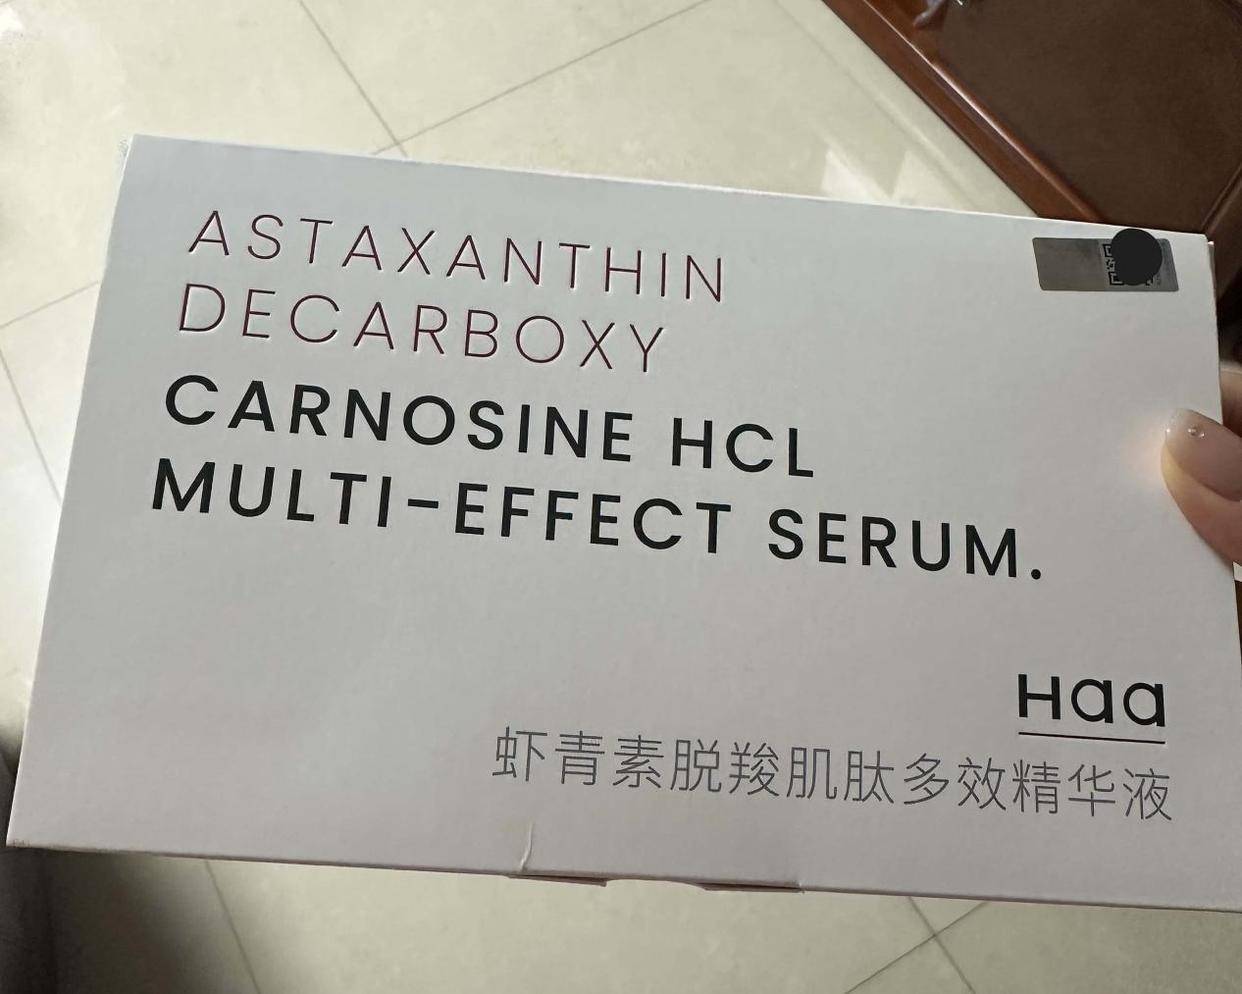 ASTAXANTHIN
DECARBOXY
CARNOSINE HCL
MULTI-EFFECT SERUM.
Haa
虾青素脱羧肌肽多效精华液